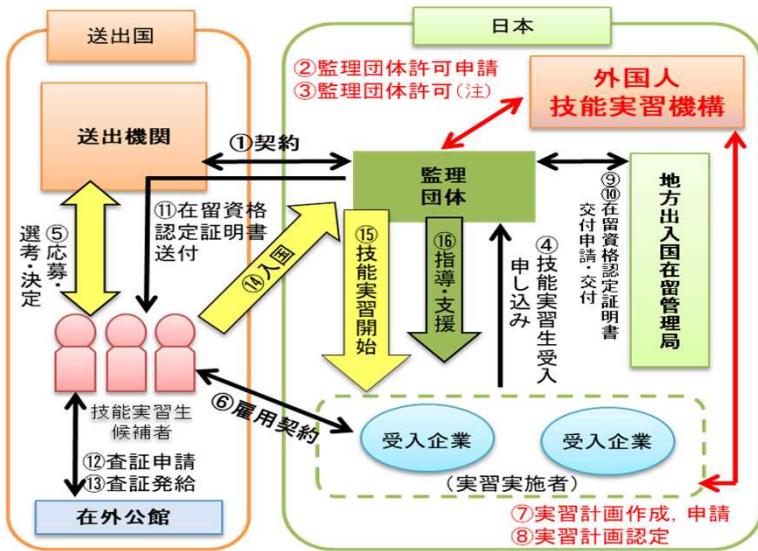 送出国
日本
送出機関
①契約
②監理団体許可申請
③監理団体許可(注)
外国人
技能実習機構
監理
団体
⑤応募・
選考・決定
⑪在留資格
認定証明書
送付
⑭入国
⑮技能実習開始
⑯指導・支援
④技能実習生受入
申し込み
⑨⑩在留資格認定証明書
交付申請・交付
地方出入国在留管理局
技能実習生
候補者
⑥雇用契約
受入企業
受入企業
(実習実施者)
⑫査証申請
⑬査証発給
在外公館
⑦実習計画作成, 申請
⑧実習計画認定